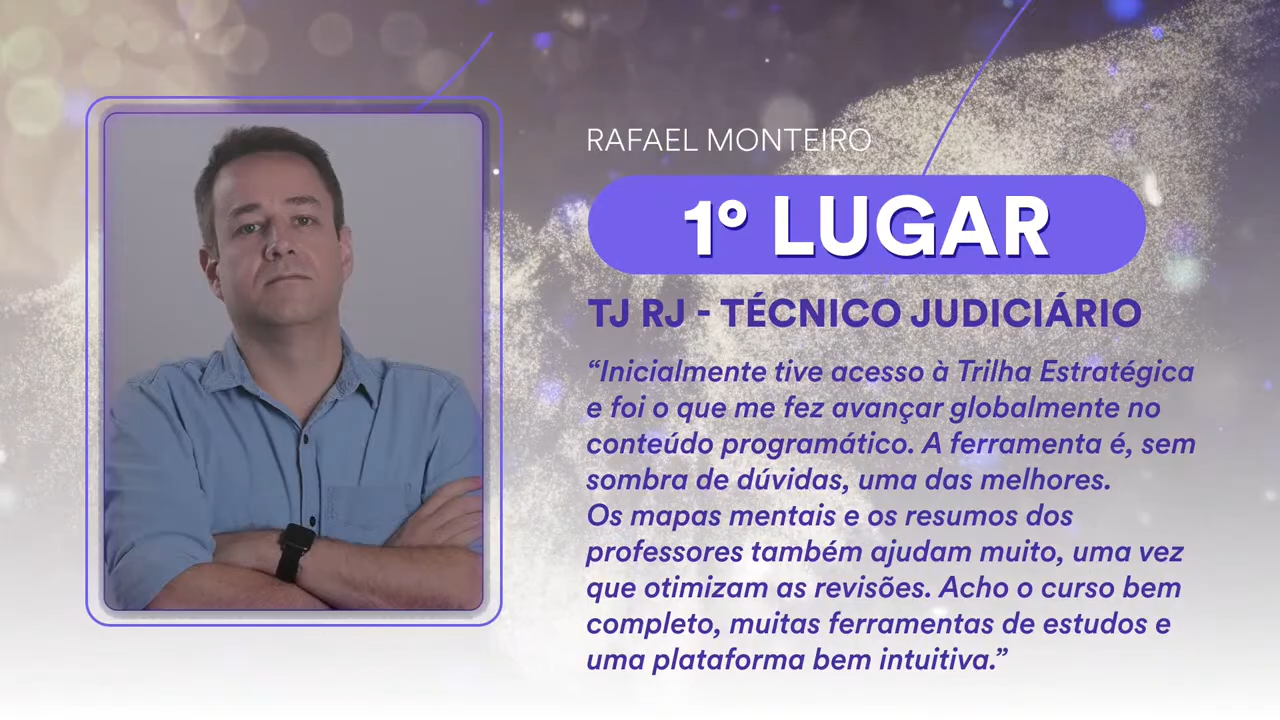 RAFAEL MONTEIRO
1º LUGAR
TJ RJ - TÉCNICO JUDICIÁRIO
“Inicialmente tive acesso à Trilha Estratégica
e foi o que me fez avançar globalmente no
conteúdo programático. A ferramenta é, sem
sombra de dúvidas, uma das melhores.
Os mapas mentais e os resumos dos
professores também ajudam muito, uma vez
que otimizam as revisões. Acho o curso bem
completo, muitas ferramentas de estudos e
uma plataforma bem intuitiva.”